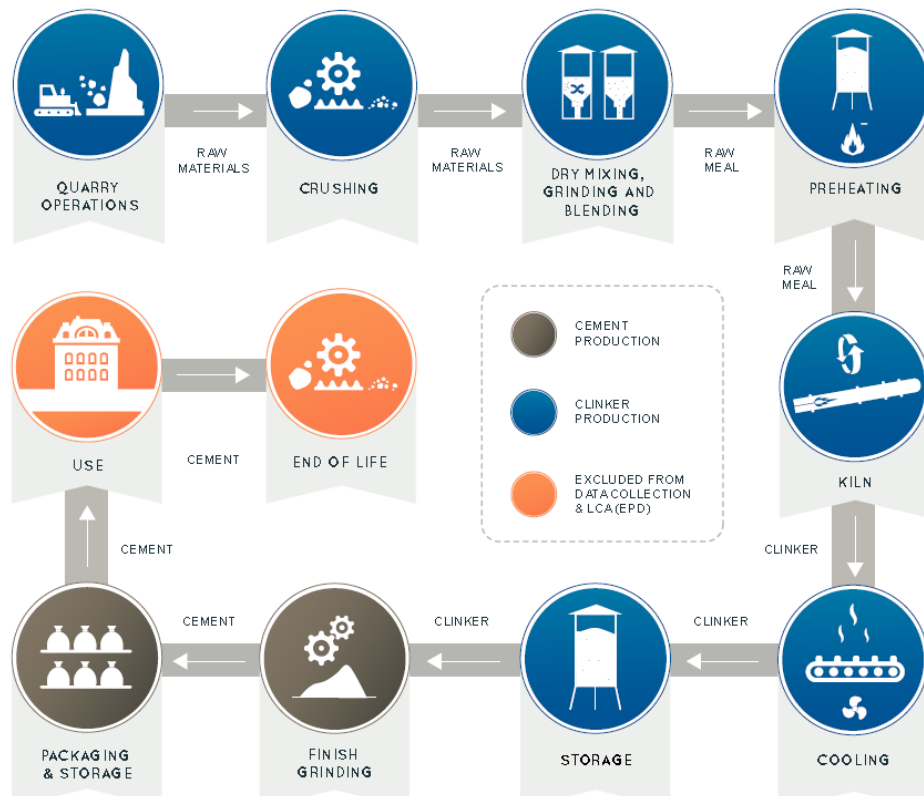 RAW
MATERIALS
RAW
MATERIALS
RAW
MEAL
QUARRY
OPERATIONS
CRUSHING
DRY MIXING,
GRINDING AND
BLENDING
PREHEATING
RAW
MEAL
CEMENT
PRODUCTION
CLINKER
PRODUCTION
EXCLUDED FROM
DATA COLLECTION
& LCA (EPD)
USE
CEMENT
END OF LIFE
KILN
CEMENT
CLINKER
CEMENT
CLINKER
CLINKER
PACKAGING
& STORAGE
FINISH
GRINDING
STORAGE
COOLING